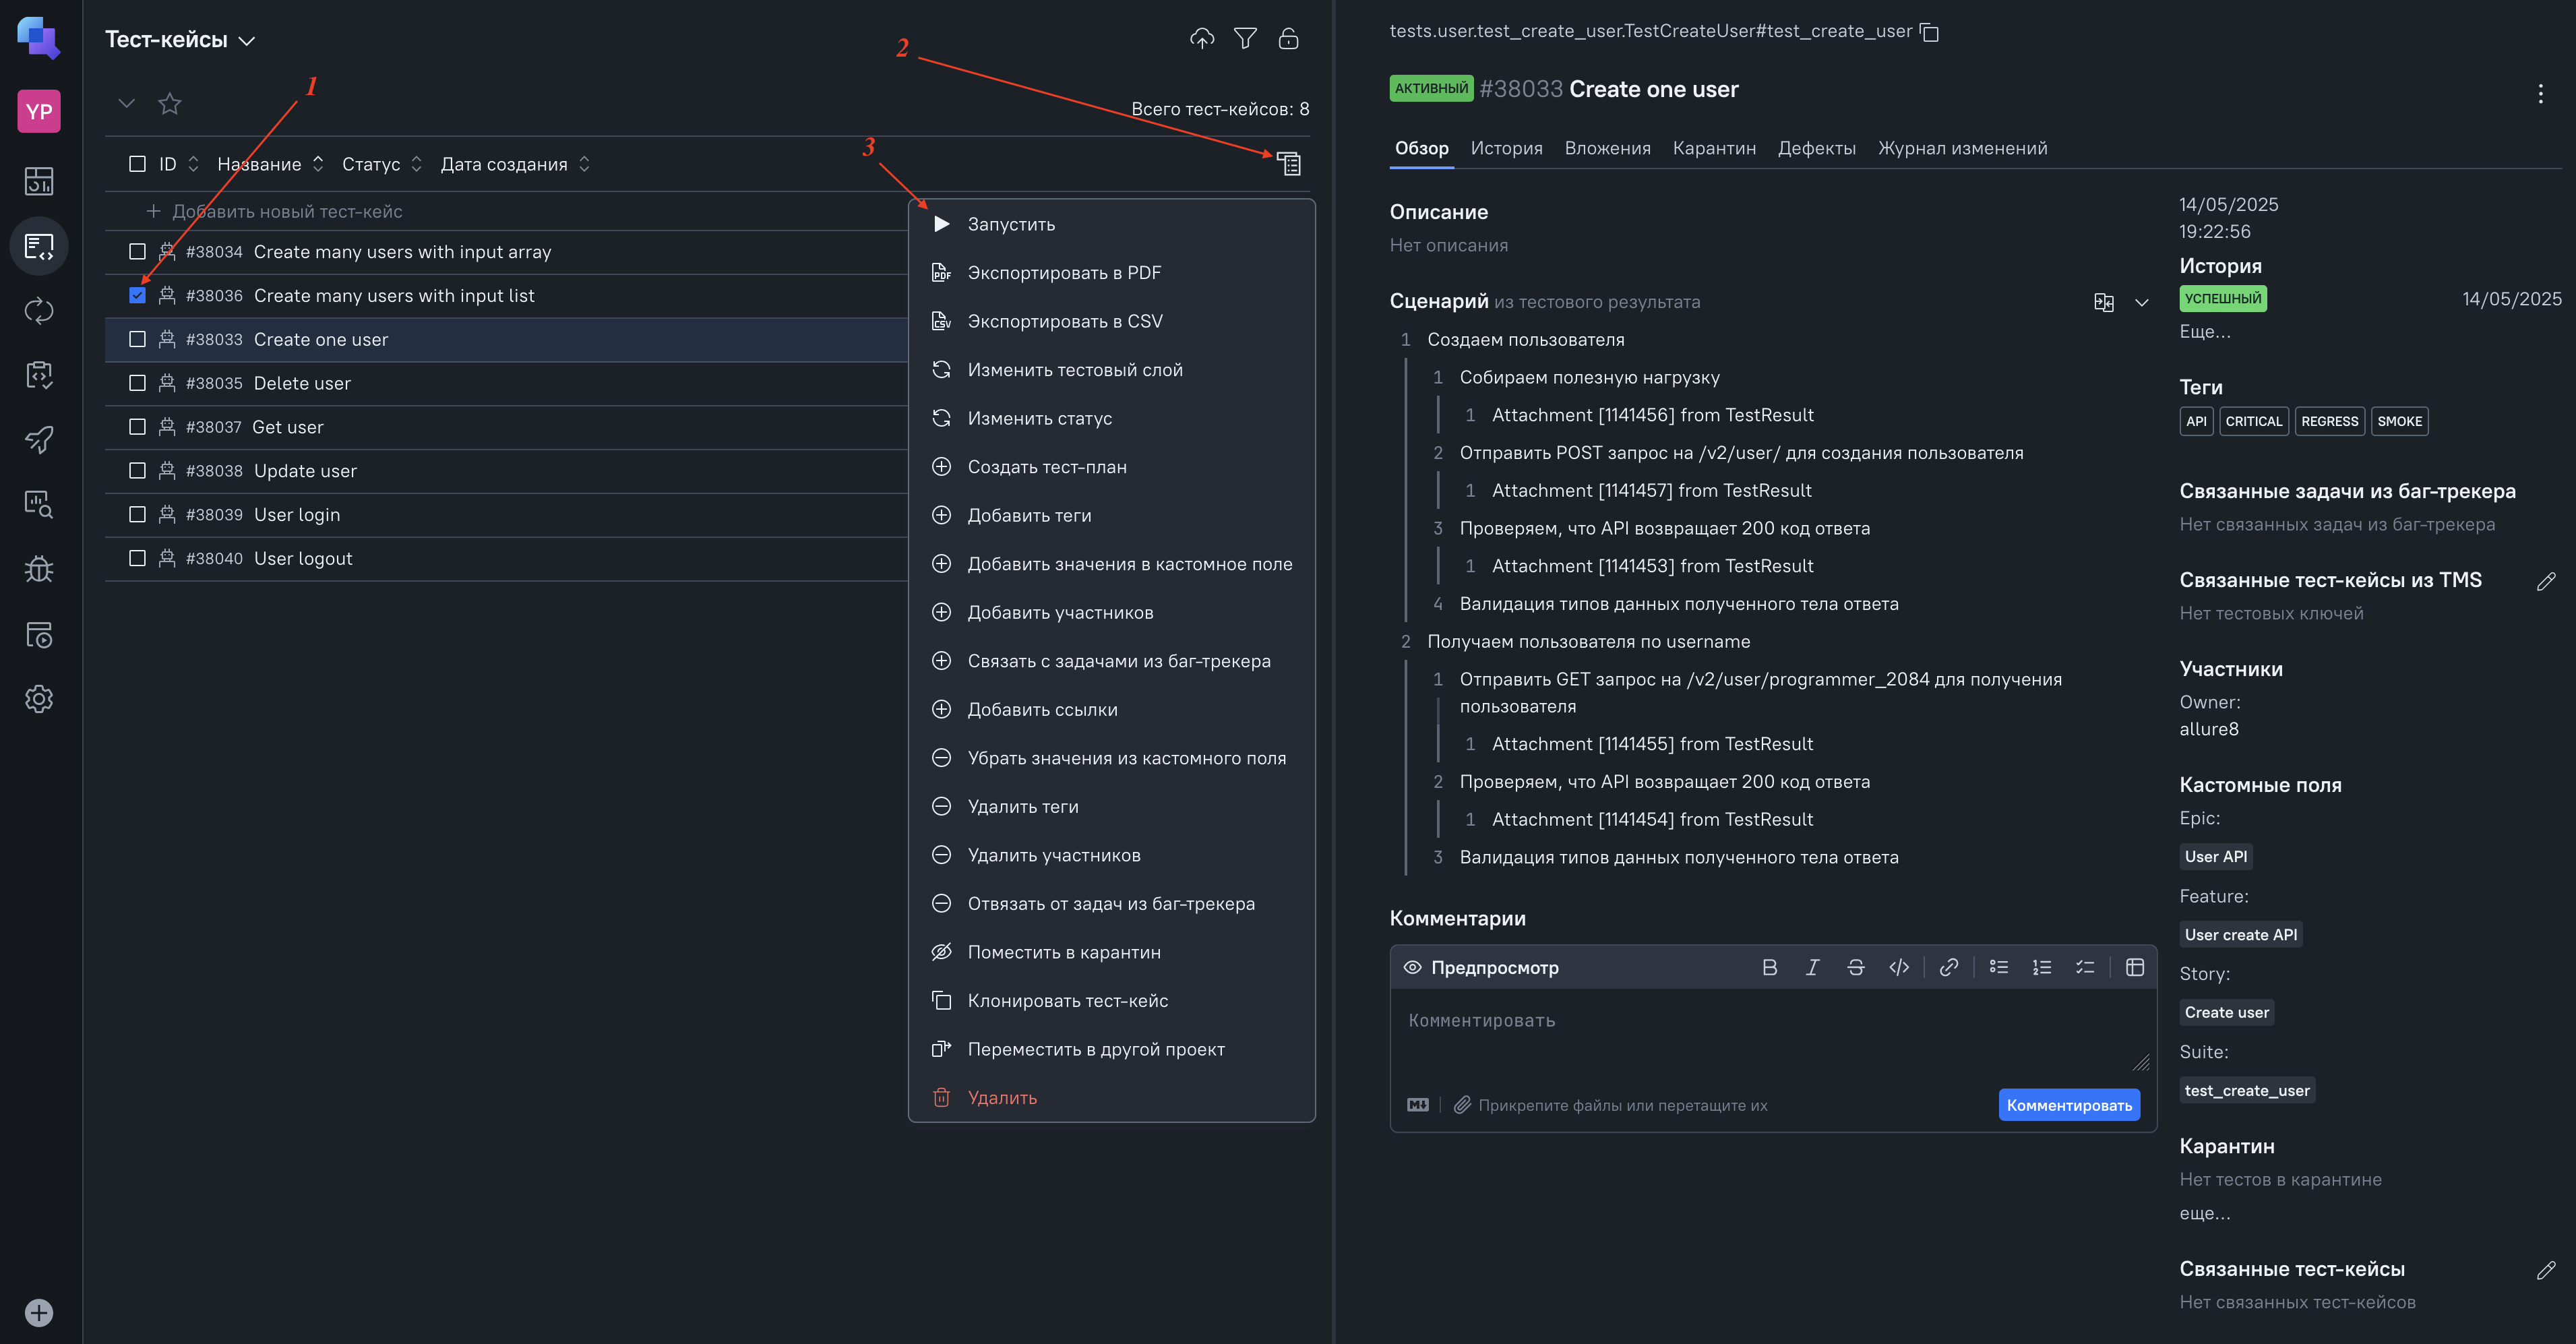 Тест-кейсы
YP
1
2
3
Всего тест-кейсов: 8
ID Название Статус Дата создания
Добавить новый тест-кейс
#38034 Create many users with input array
#38036 Create many users with input list
#38033 Create one user
#38035 Delete user
#38037 Get user
#38038 Update user
#38039 User login
#38040 User logout
Запустить
Экспортировать в PDF
Экспортировать в CSV
Изменить тестовый слой
Изменить статус
Создать тест-план
Добавить теги
Добавить значения в кастомное поле
Добавить участников
Связать с задачами из баг-трекера
Добавить ссылки
Убрать значения из кастомного поля
Удалить теги
Удалить участников
Отвязать от задач из баг-трекера
Поместить в карантин
Клонировать тест-кейс
Переместить в другой проект
Удалить
tests.user.test_create_user.TestCreateUser#test_create_user
АКТИВНЫЙ #38033 Create one user
Обзор История Вложения Карантин Дефекты Журнал изменений
Описание
Нет описания
Сценарий из тестового результата
1 Создаем пользователя
1 Собираем полезную нагрузку
1 Attachment [1141456] from TestResult
2 Отправить POST запрос на /v2/user/ для создания пользователя
1 Attachment [1141457] from TestResult
3 Проверяем, что API возвращает 200 код ответа
1 Attachment [1141453] from TestResult
4 Валидация типов данных полученного тела ответа
2 Получаем пользователя по username
1 Отправить GET запрос на /v2/user/programmer_2084 для получения
пользователя
1 Attachment [1141455] from TestResult
2 Проверяем, что API возвращает 200 код ответа
1 Attachment [1141454] from TestResult
3 Валидация типов данных полученного тела ответа
Комментарии
Предпросмотр
Комментировать
Прикрепите файлы или перетащите их
Комментировать
14/05/2025
19:22:56
История
УСПЕШНЫЙ 14/05/2025
Еще...
Теги
API CRITICAL REGRESS SMOKE
Связанные задачи из баг-трекера
Нет связанных задач из баг-трекера
Связанные тест-кейсы из TMS
Нет тестовых ключей
Участники
Owner:
allure8
Кастомные поля
Epic:
User API
Feature:
User create API
Story:
Create user
Suite:
test_create_user
Карантин
Нет тестов в карантине
еще...
Связанные тест-кейсы
Нет связанных тест-кейсов